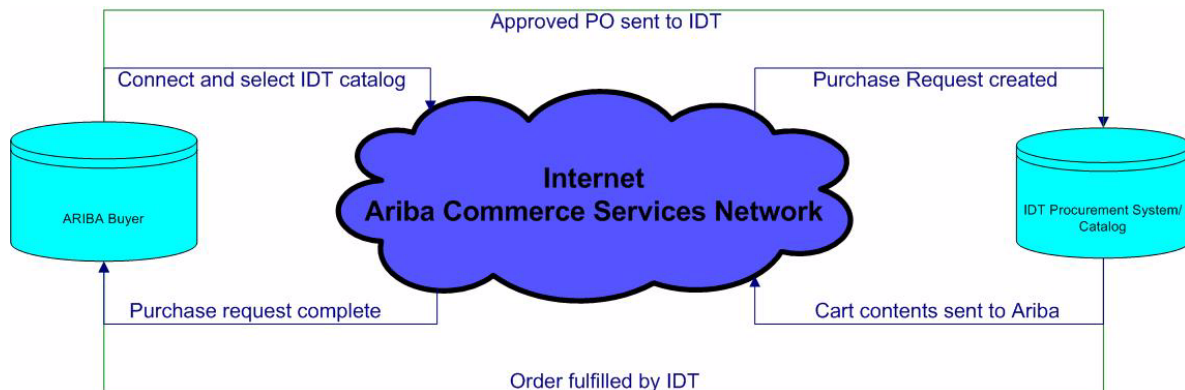 Approved PO sent to IDT
Connect and select IDT catalog
Purchase Request created
Internet
Ariba Commerce Services Network
ARIBA Buyer
IDT Procurement System/
Catalog
Purchase request complete
Cart contents sent to Ariba
Order fulfilled by IDT